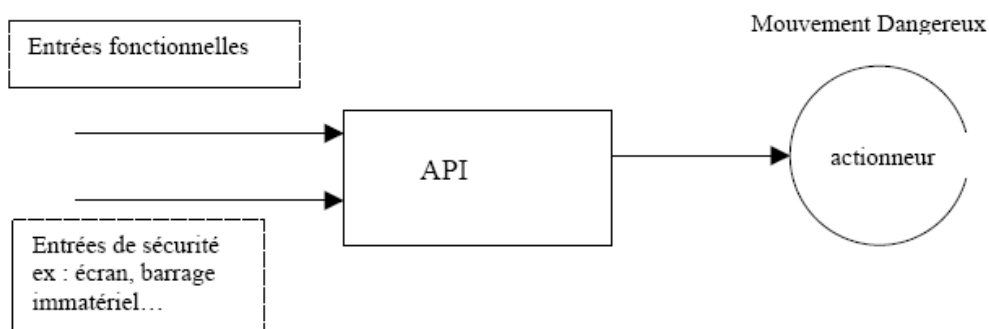 Mouvement Dangereux
Entrées fonctionnelles
API
actionneur
Entrées de sécurité
ex : écran, barrage
immatériel…